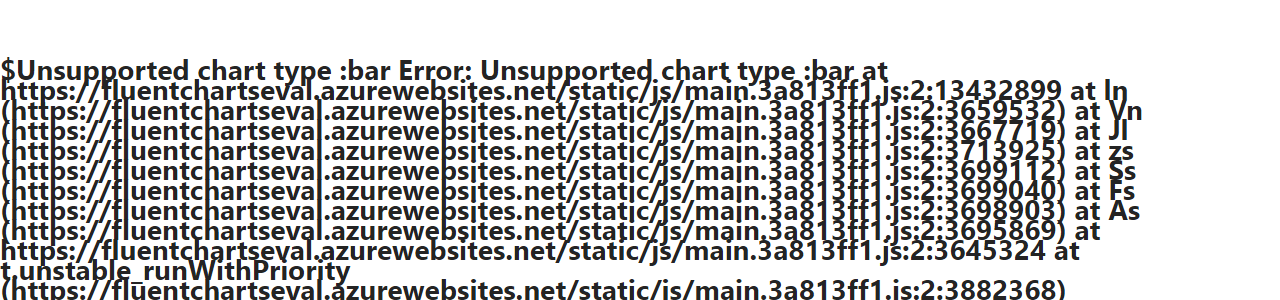 $Unsupported chart type :bar Error: Unsupported chart type :bar at
https://fluentchartseval.azurewebsites.net/static/js/main.3a813ff1.js:2:13432899 at In
(https://fluentchartseval.azurewebsites.net/static/js/main.3a813ff1.js:2:3659532) at Vn
(https://fluentchartseval.azurewebsites.net/static/js/main.3a813ff1.js:2:3667719) at Jl
(https://fluentchartseval.azurewebsites.net/static/js/main.3a813ff1.js:2:3713925) at zs
(https://fluentchartseval.azurewebsites.net/static/js/main.3a813ff1.js:2:3699112) at Ss
(https://fluentchartseval.azurewebsites.net/static/js/main.3a813ff1.js:2:3699040) at Fs
(https://fluentchartseval.azurewebsites.net/static/js/main.3a813ff1.js:2:3698903) at As
(https://fluentchartseval.azurewebsites.net/static/js/main.3a813ff1.js:2:3695869) at
https://fluentchartseval.azurewebsites.net/static/js/main.3a813ff1.js:2:3645324 at
t.unstable_runWithPriority
(https://fluentchartseval.azurewebsites.net/static/js/main.3a813ff1.js:2:3882368)